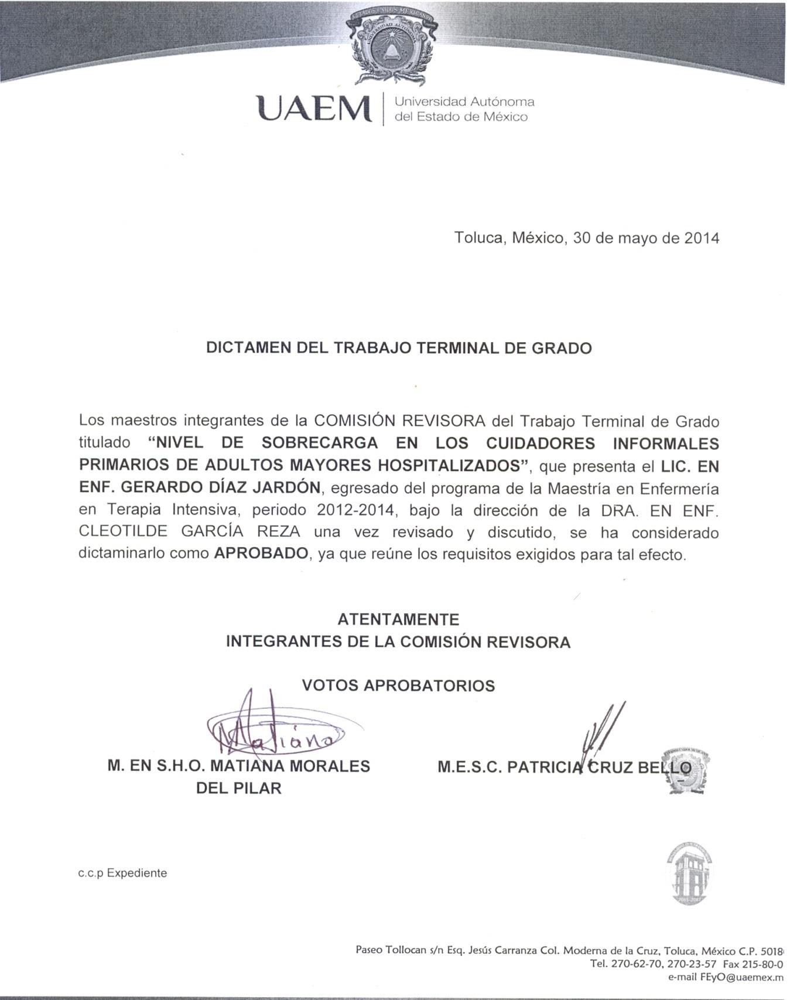 ESTADOS UNIDOS MEXICANOS
UNIVERSIDAD AUTÓNOMA
UAEM
Universidad Autónoma
del Estado de México
Toluca, México, 30 de mayo de 2014
DICTAMEN DEL TRABAJO TERMINAL DE GRADO
Los maestros integrantes de la COMISIÓN REVISORA del Trabajo Terminal de Grado
titulado “NIVEL DE SOBRECARGA EN LOS CUIDADORES INFORMALES
PRIMARIOS DE ADULTOS MAYORES HOSPITALIZADOS”, que presenta el LIC. EN
ENF. GERARDO DÍAZ JARDÓN, egresado del programa de la Maestría en Enfermería
en Terapia Intensiva, periodo 2012-2014, bajo la dirección de la DRA. EN ENF.
CLEOTILDE GARCÍA REZA una vez revisado y discutido, se ha considerado
dictaminarlo como APROBADO, ya que reúne los requisitos exigidos para tal efecto.
ATENTAMENTE
INTEGRANTES DE LA COMISIÓN REVISORA
VOTOS APROBATORIOS
Matiana
M. EN S.H.O. MATIANA MORALES
DEL PILAR
M.E.S.C. PATRICIA CRUZ BELLO
c.c.p Expediente
Paseo Tollocan s/n Esq. Jesús Carranza Col. Moderna de la Cruz, Toluca, México C.P. 5018
Tel. 270-62-70, 270-23-57 Fax 215-80-0
e-mail FEyO@uaemex.m